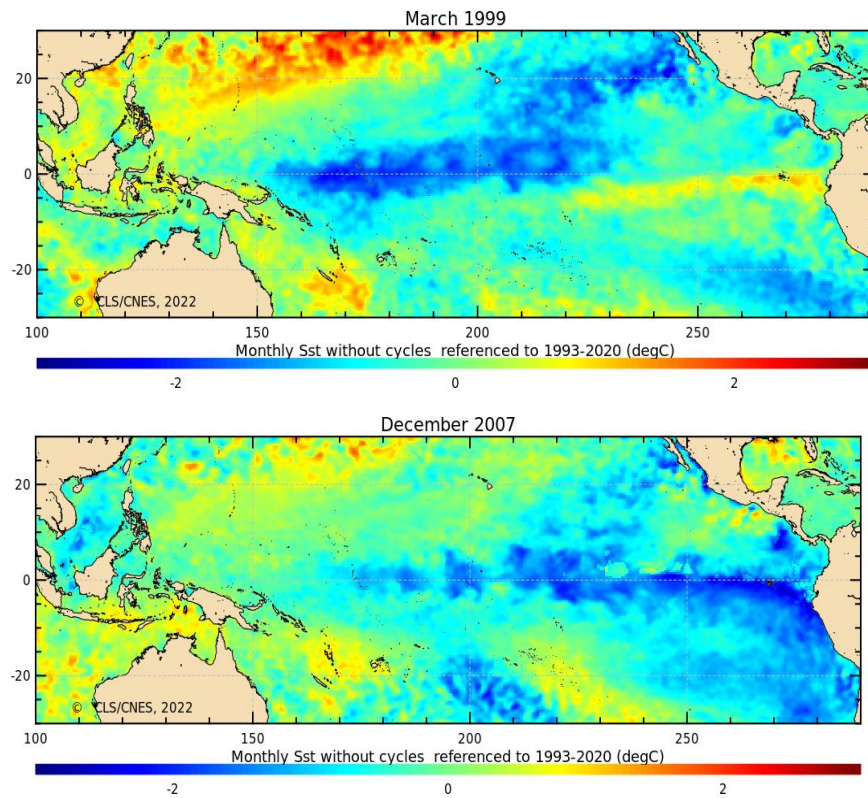 March 1999
20
0
-20
© CLS/CNES, 2022
100 150 200 250
Monthly Sst without cycles referenced to 1993-2020 (degC)
-2 0 2
December 2007
20
0
-20
© CLS/CNES, 2022
100 150 200 250
Monthly Sst without cycles referenced to 1993-2020 (degC)
-2 0 2